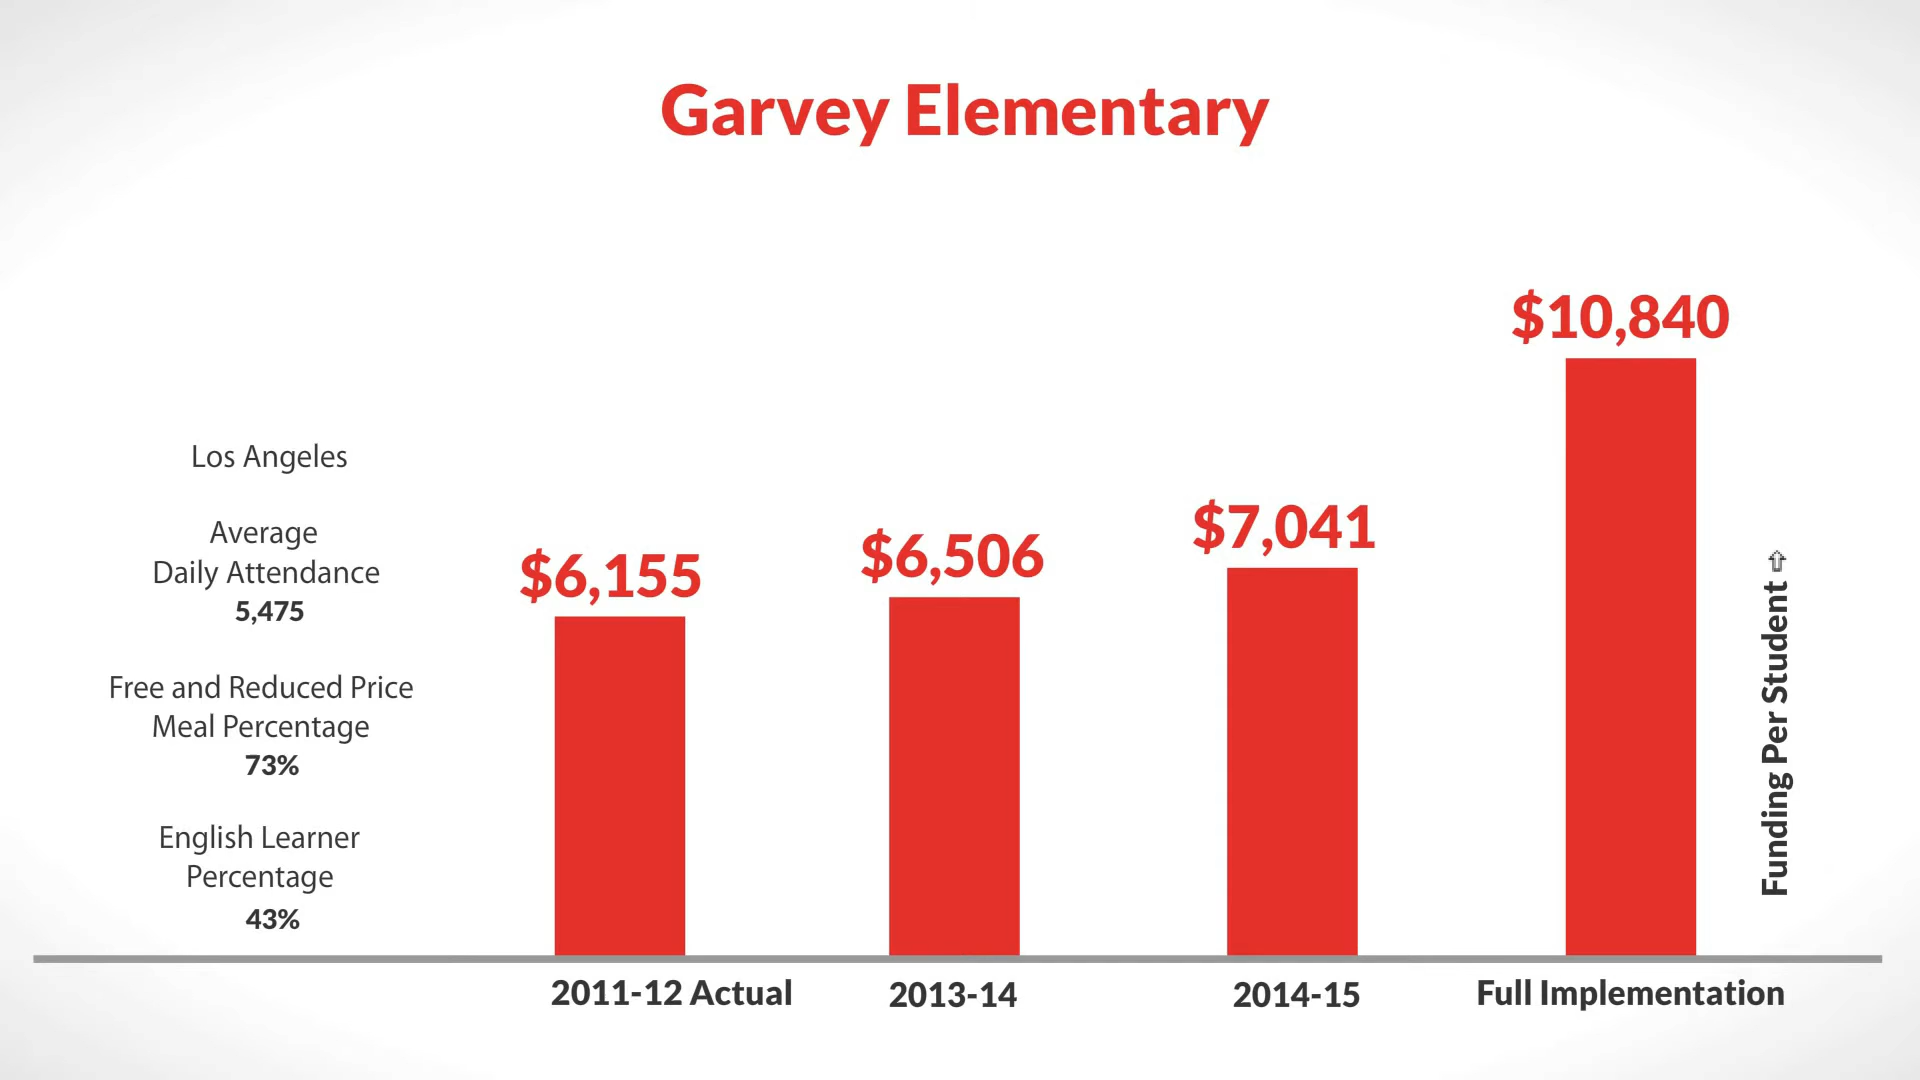 Garvey Elementary
Los Angeles
Average
Daily Attendance
5,475
Free and Reduced Price
Meal Percentage
73%
English Learner
Percentage
43%
$6,155
$6,506
$7,041
$10,840
Funding Per Student ⇧
2011-12 Actual
2013-14
2014-15
Full Implementation